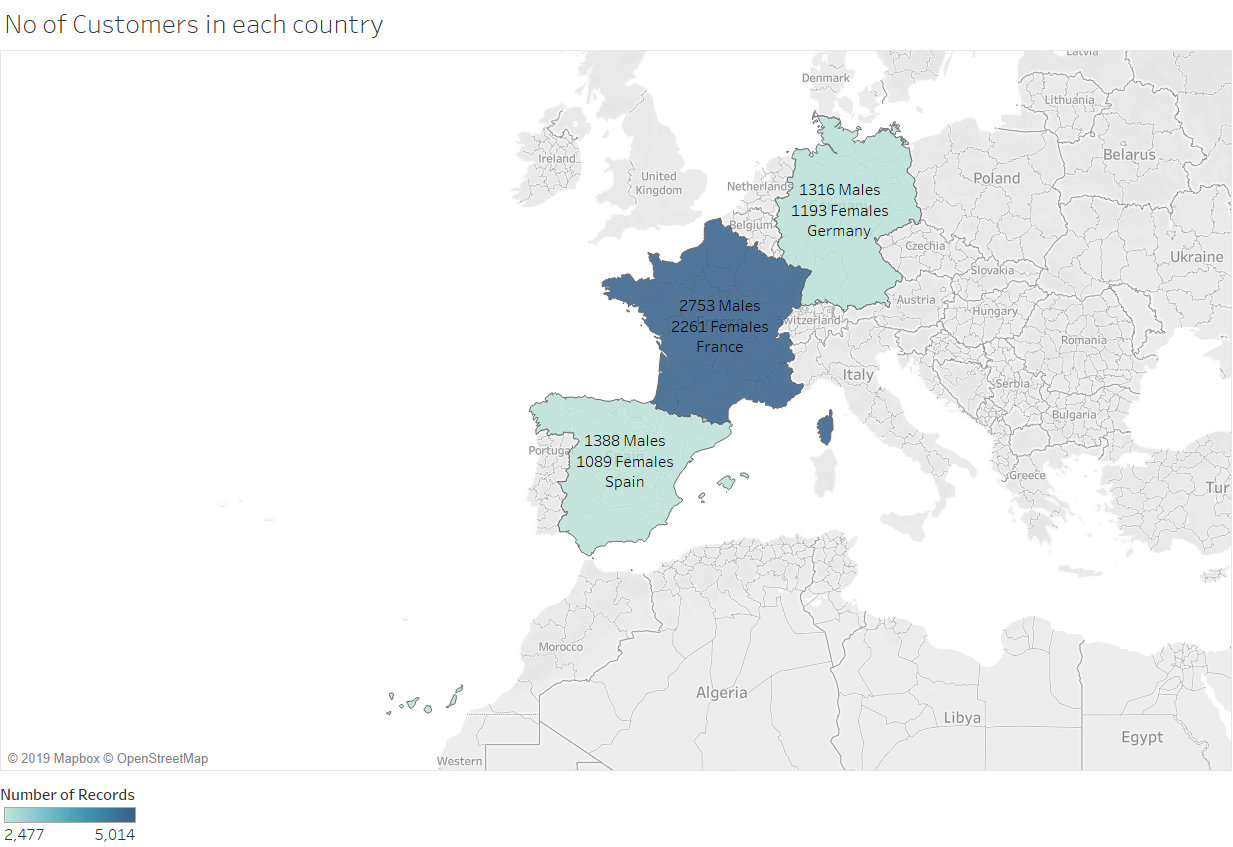 No of Customers in each country
Latvia
Denmark
Lithuania
Ireland
United
Kingdom
Belarus
Netherlands
Poland
1316 Males
1193 Females
Germany
Belgium
Czechia
Ukraine
Slovakia
Austria
2753 Males
2261 Females
France
Switzerland
Hungary
Romania
Italy
Serbia
Bulgaria
1388 Males
1089 Females
Spain
Portuga
Greece
Tur
Morocco
Algeria
Libya
Egypt
Western
© 2019 Mapbox © OpenStreetMap
Number of Records
2,477 5,014